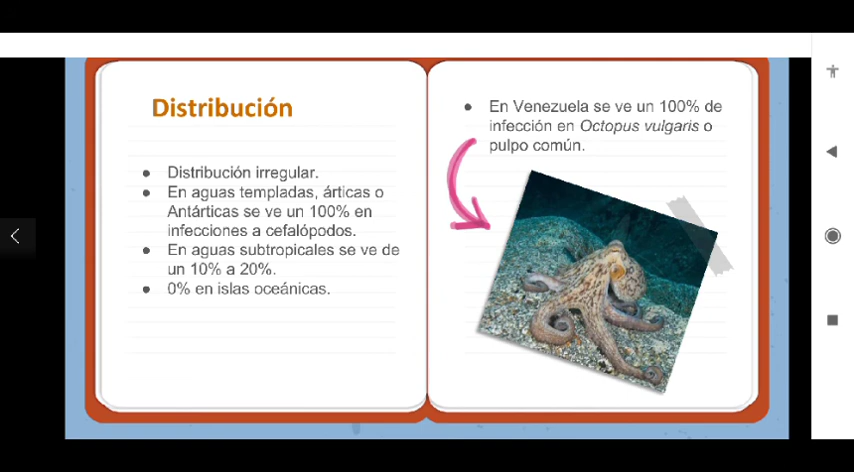 Distribución
Distribución irregular.
En aguas templadas, árticas o
Antárticas se ve un 100% en
infecciones a cefalópodos.
En aguas subtropicales se ve de
un 10% a 20%.
0% en islas oceánicas.
En Venezuela se ve un 100% de
infección en Octopus vulgaris o
pulpo común.